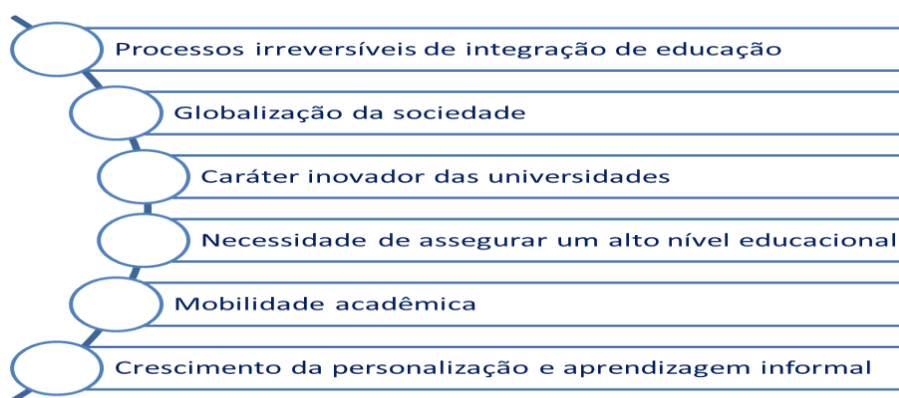 Processos irreversíveis de integração de educação
Globalização da sociedade
Caráter inovador das universidades
Necessidade de assegurar um alto nível educacional
Mobilidade acadêmica
Crescimento da personalização e aprendizagem informal